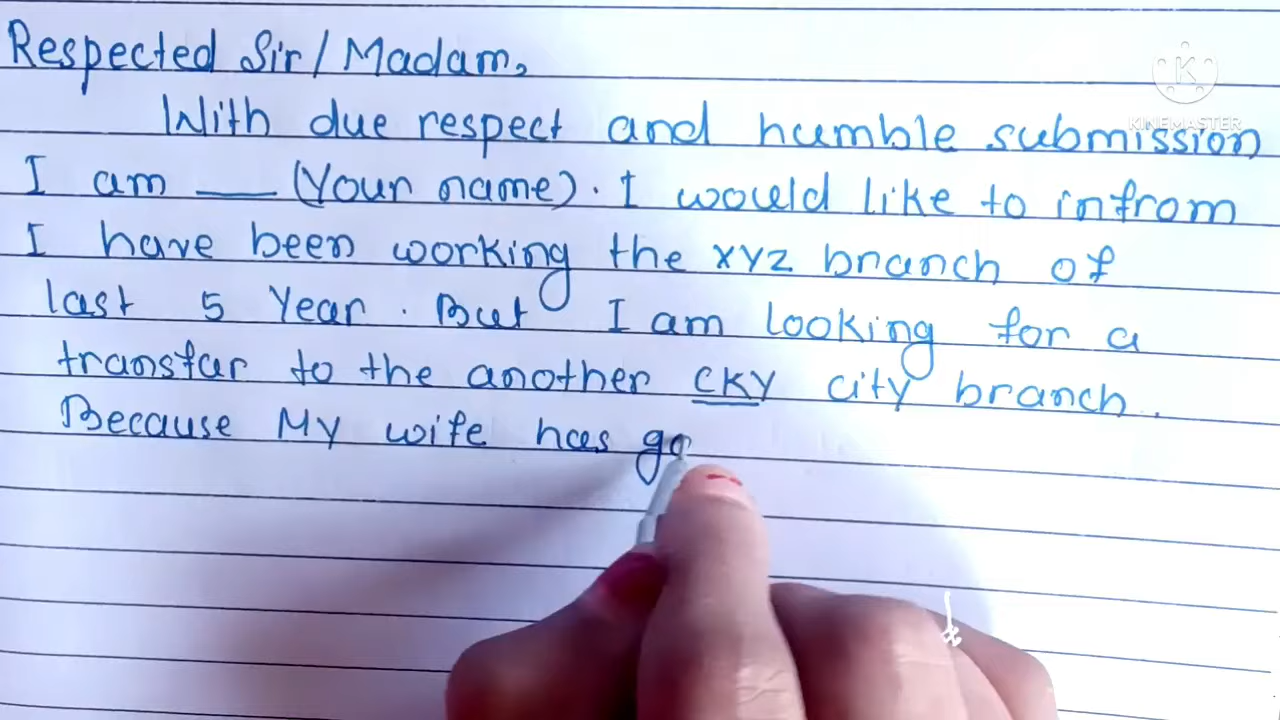 Respected Sir/Madam,
With due respect and humble submission
I am ___ (Your name). I would like to infrom
I have been working the XYZ branch of
last 5 Year. But I am looking for a
transfar to the another CKY city branch.
Because My wife has go
KINEMASTER